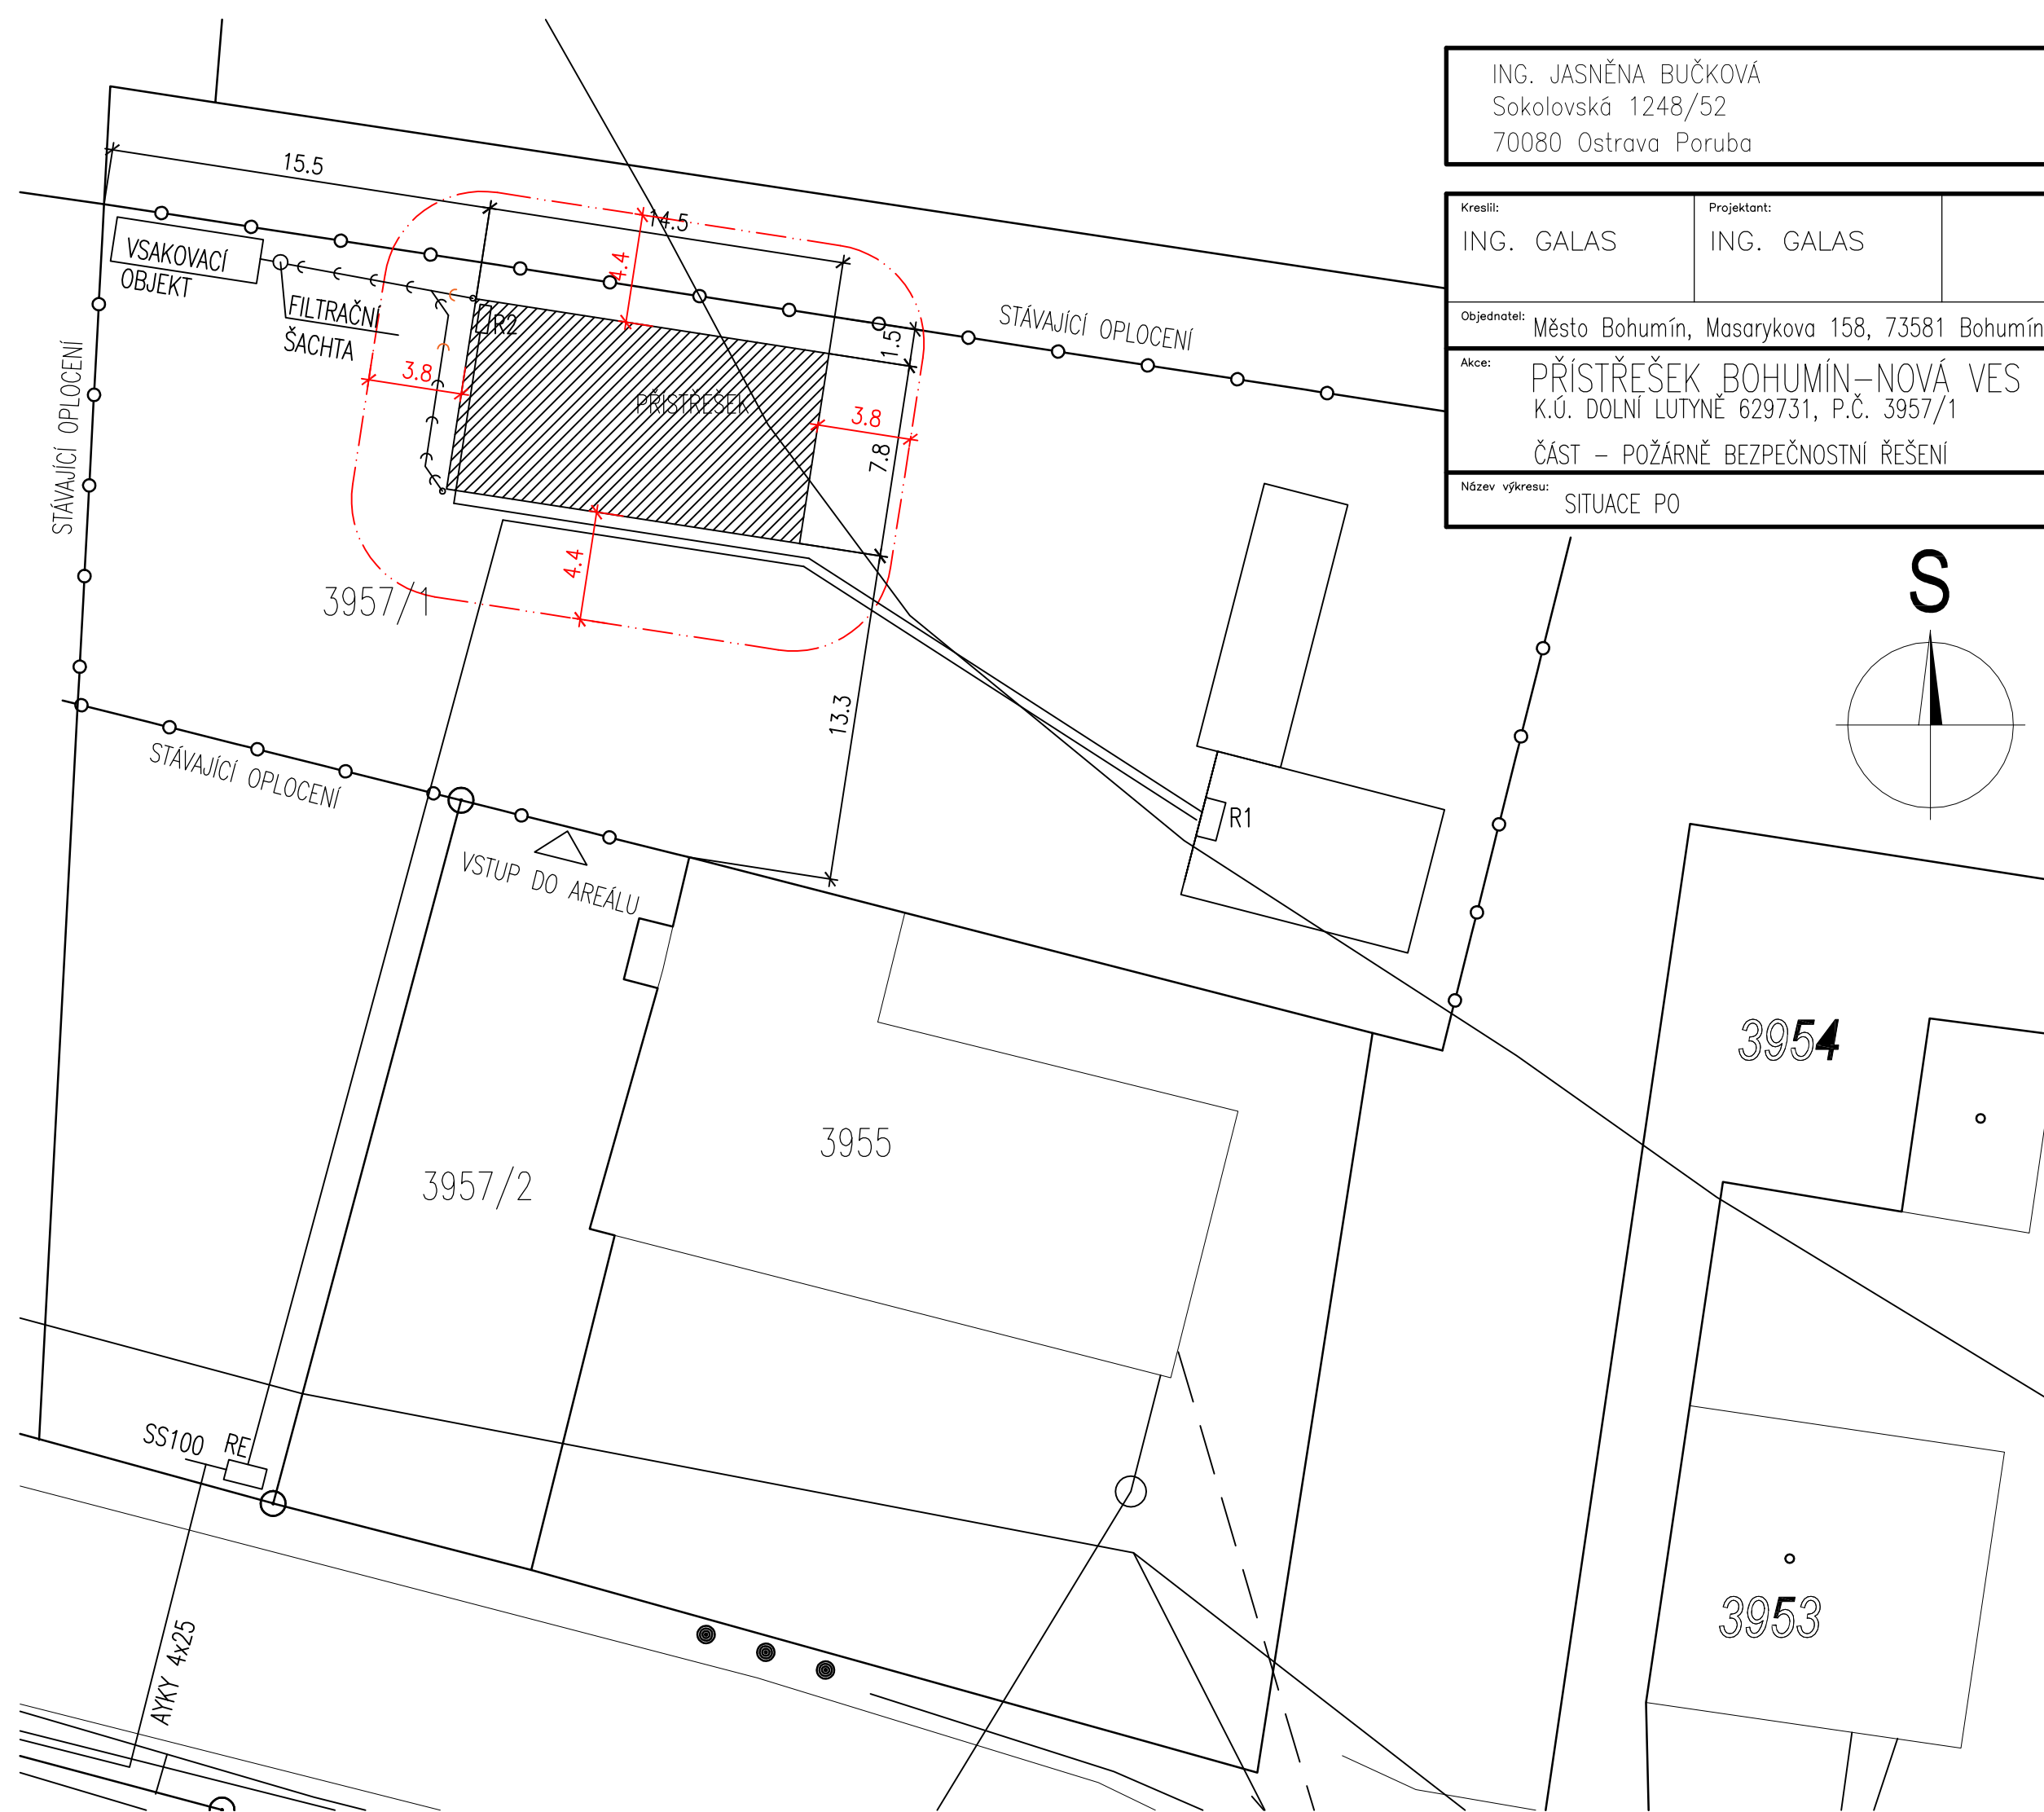 ING. JASNĚNA BUČKOVÁ
Sokolovská 1248/52
70080 Ostrava Poruba
Kreslil:
ING. GALAS
Projektant:
ING. GALAS
Objednatel: Město Bohumín, Masarykova 158, 73581 Bohumín
Akce: PŘÍSTŘEŠEK BOHUMÍN-NOVÁ VES
K.Ú. DOLNÍ LUTYNĚ 629731, P.Č. 3957/1
ČÁST - POŽÁRNĚ BEZPEČNOSTNÍ ŘEŠENÍ
Název výkresu: SITUACE PO
S
15.5
14.5
4.4
VSAKOVACÍ
OBJEKT
FILTRAČNÍ
ŠACHTA
R2
STÁVAJÍCÍ OPLOCENÍ
1.5
3.8
PŘÍSTŘEŠEK
3.8
7.8
STÁVAJÍCÍ OPLOCENÍ
4.4
3957/1
13.3
STÁVAJÍCÍ OPLOCENÍ
R1
VSTUP DO AREÁLU
3954
3955
3957/2
SS100
RE
3953
AYKY 4x25